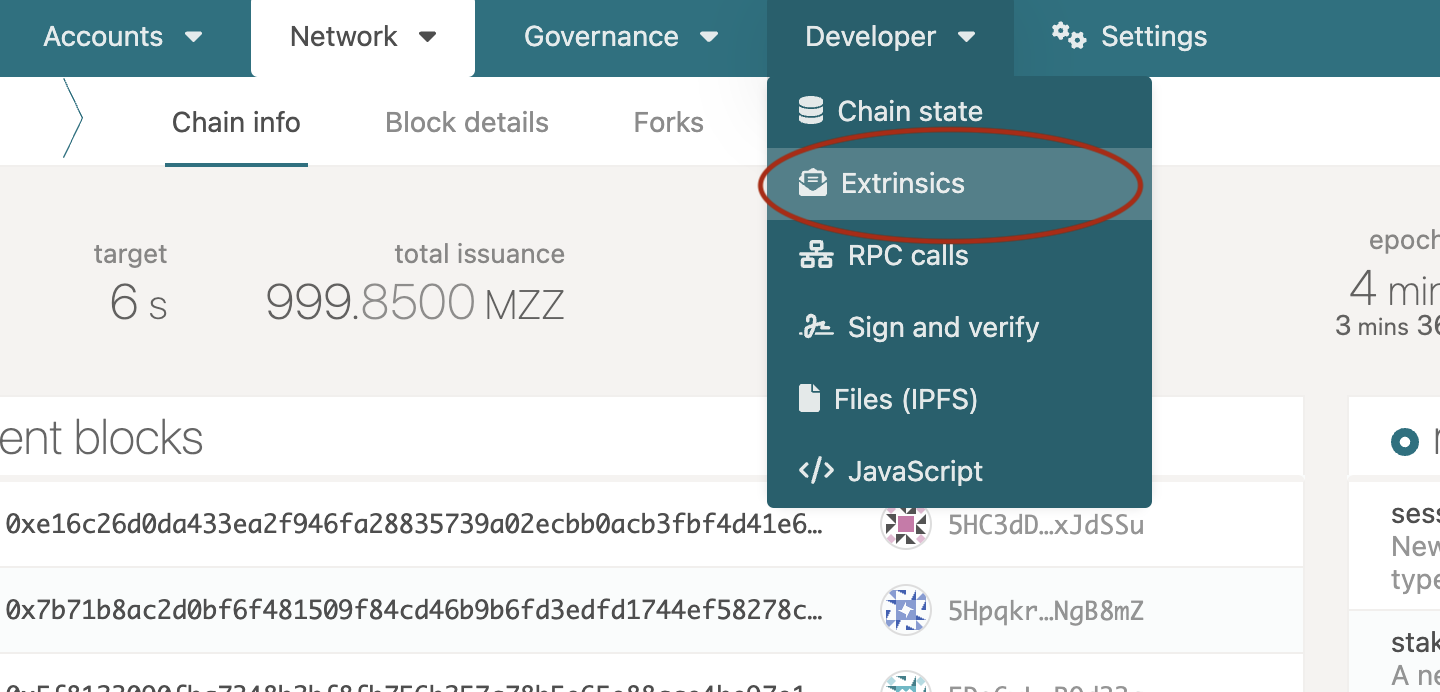 Accounts Network Governance Developer Settings
Chain info Block details Forks
Chain state
Extrinsics
RPC calls
Sign and verify
Files (IPFS)
JavaScript
target total issuance epoch
6 s 999.8500 MZZ 4 min
3 mins 36
ent blocks
0xe16c26d0da433ea2f946fa28835739a02ecbb0acb3fbf4d41e6… 5HC3dD…xJdSSu
0x7b71b8ac2d0bf6f481509f84cd46b9b6fd3edfd1744ef58278c… 5Hpqkr…NgB8mZ
sess
New
type
stak
A ne